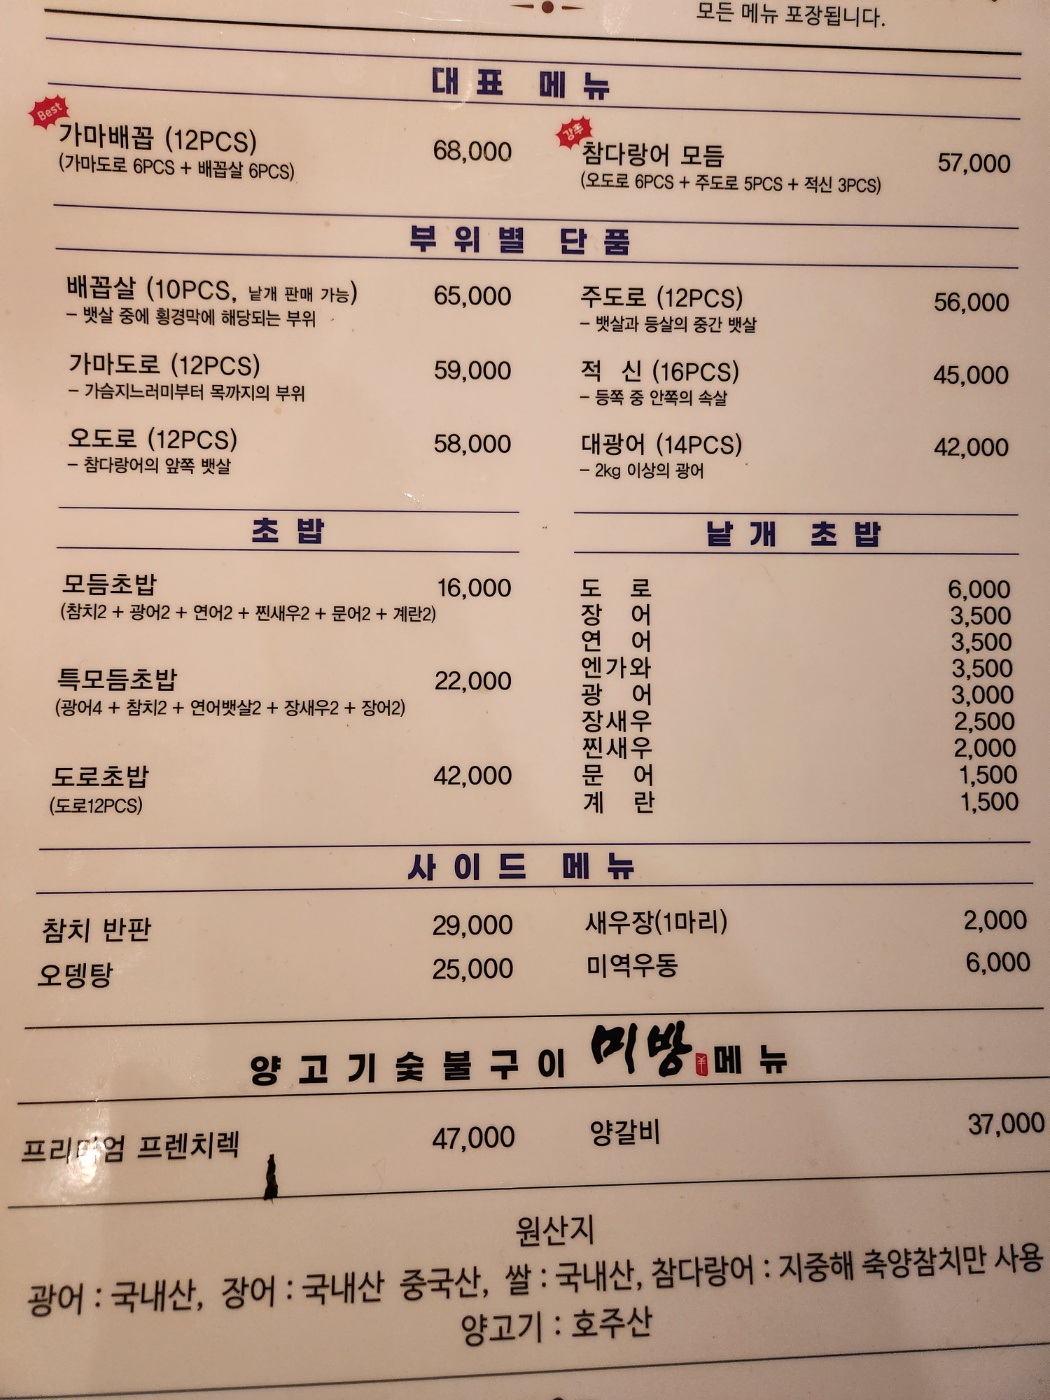 모든 메뉴 포장됩니다.
대표 메뉴
Best
가마배꼽 (12PCS) 68,000
(가마도로 6PCS + 배꼽살 6PCS)
강추
참다랑어 모듬 57,000
(오도로 6PCS + 주도로 5PCS + 적신 3PCS)
부위별 단품
배꼽살 (10PCS, 낱개 판매 가능) 65,000
- 뱃살 중에 횡경막에 해당되는 부위
주도로 (12PCS) 56,000
- 뱃살과 등살의 중간 뱃살
가마도로 (12PCS) 59,000
- 가슴지느러미부터 목까지의 부위
적 신 (16PCS) 45,000
- 등쪽 중 안쪽의 속살
오도로 (12PCS) 58,000
- 참다랑어의 앞쪽 뱃살
대광어 (14PCS) 42,000
- 2kg 이상의 광어
초밥
모듬초밥 16,000
(참치2 + 광어2 + 연어2 + 찐새우2 + 문어2 + 계란2)
특모듬초밥 22,000
(광어4 + 참치2 + 연어뱃살2 + 장새우2 + 장어2)
도로초밥 42,000
(도로12PCS)
낱개 초밥
도 로 6,000
장 어 3,500
연 어 3,500
엔가와 3,500
광 어 3,000
장새우 2,500
찐새우 2,000
문 어 1,500
계 란 1,500
사이드 메뉴
참치 반판 29,000
새우장(1마리) 2,000
오뎅탕 25,000
미역우동 6,000
양고기숯불구이 미방 메뉴
프리미엄 프렌치렉 47,000
양갈비 37,000
원산지
광어 : 국내산, 장어 : 국내산 중국산, 쌀 : 국내산, 참다랑어 : 지중해 축양참치만 사용
양고기 : 호주산